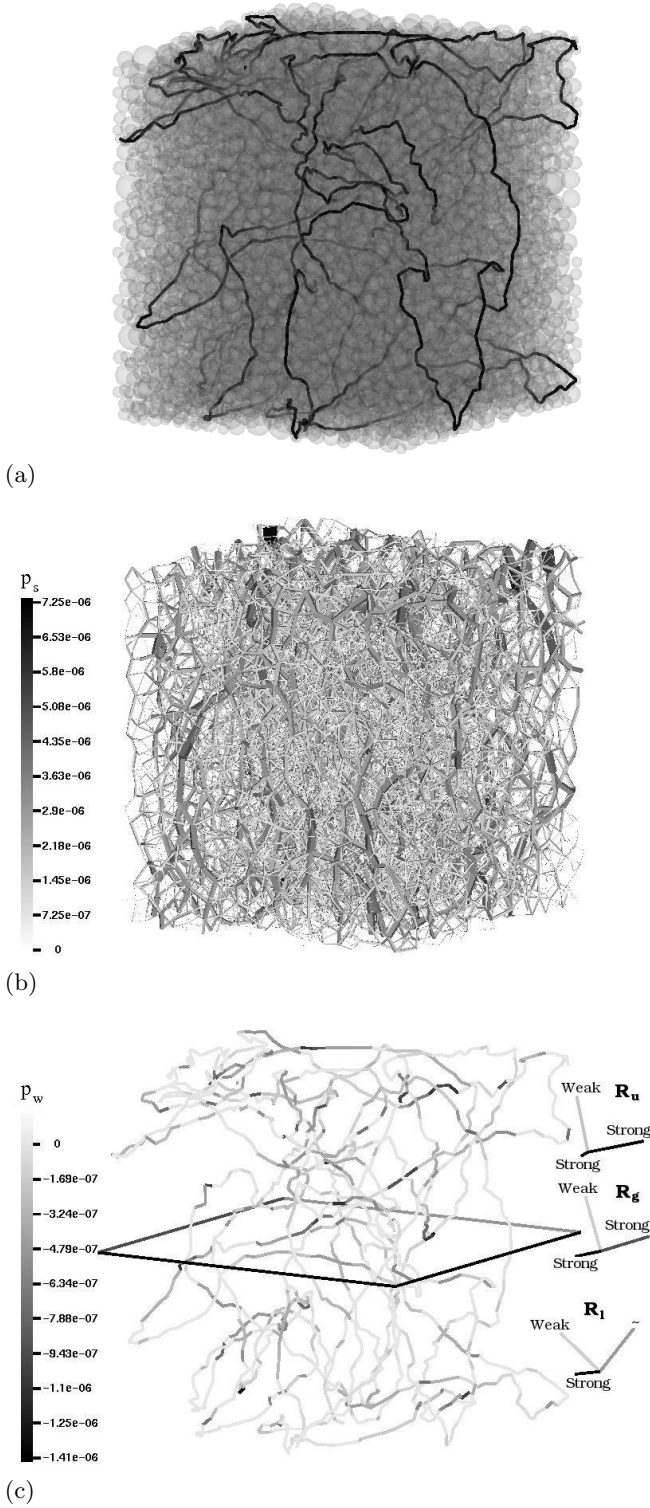 (a)
p_s
7.25e-06
6.53e-06
5.8e-06
5.08e-06
4.35e-06
3.63e-06
2.9e-06
2.18e-06
1.45e-06
7.25e-07
0
(b)
p_w
0
-1.69e-07
-3.24e-07
-4.79e-07
-6.34e-07
-7.88e-07
-9.43e-07
-1.1e-06
-1.25e-06
-1.41e-06
Weak R_u
Strong
Strong
Weak R_g
Strong
Strong
R_l
Weak ~
Strong
(c)